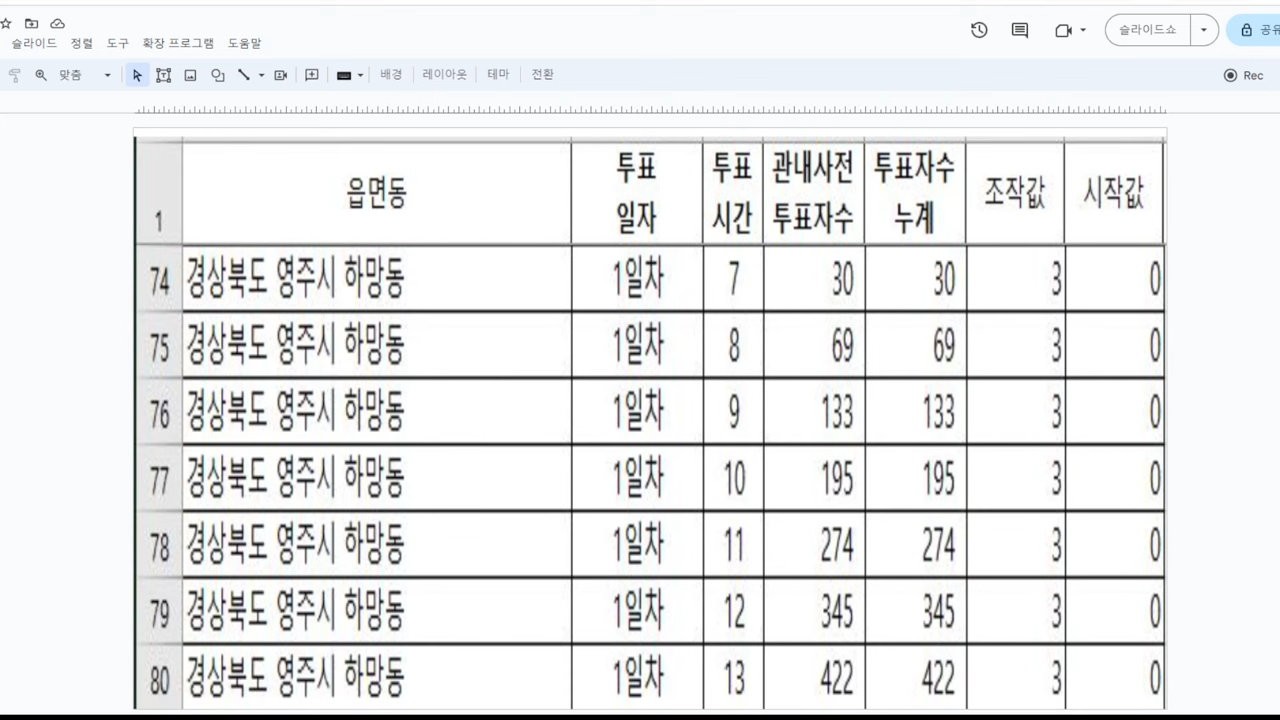 슬라이드쇼
공유
슬라이드 정렬 도구 확장 프로그램 도움말
맞춤 배경 레이아웃 테마 전환 Rec
1 읍면동 투표 일자 투표 시간 관내사전 투표자수 투표자수 누계 조작값 시작값
74 경상북도 영주시 하망동 1일차 7 30 30 3 0
75 경상북도 영주시 하망동 1일차 8 69 69 3 0
76 경상북도 영주시 하망동 1일차 9 133 133 3 0
77 경상북도 영주시 하망동 1일차 10 195 195 3 0
78 경상북도 영주시 하망동 1일차 11 274 274 3 0
79 경상북도 영주시 하망동 1일차 12 345 345 3 0
80 경상북도 영주시 하망동 1일차 13 422 422 3 0